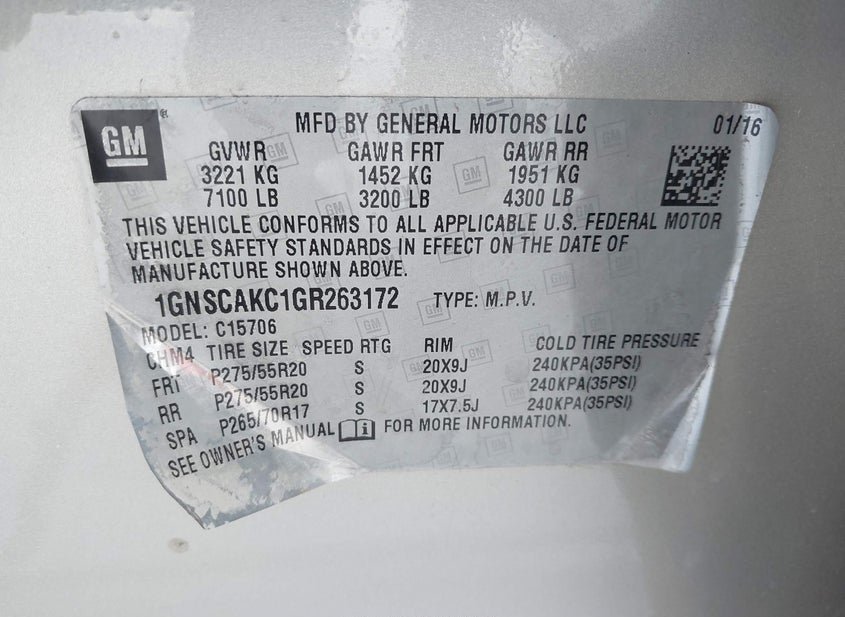 GM
MFD BY GENERAL MOTORS LLC 01/16
GVWR GAWR FRT GAWR RR
3221 KG 1452 KG 1951 KG
7100 LB 3200 LB 4300 LB
THIS VEHICLE CONFORMS TO ALL APPLICABLE U.S. FEDERAL MOTOR
VEHICLE SAFETY STANDARDS IN EFFECT ON THE DATE OF
MANUFACTURE SHOWN ABOVE.
1GNSCAKC1GR263172 TYPE: M.P.V.
MODEL: C15706
CHM4 TIRE SIZE SPEED RTG RIM COLD TIRE PRESSURE
FRT P275/55R20 S 20X9J 240KPA(35PSI)
RR P275/55R20 S 20X9J 240KPA(35PSI)
SPA P265/70R17 S 17X7.5J 240KPA(35PSI)
SEE OWNER'S MANUAL FOR MORE INFORMATION.